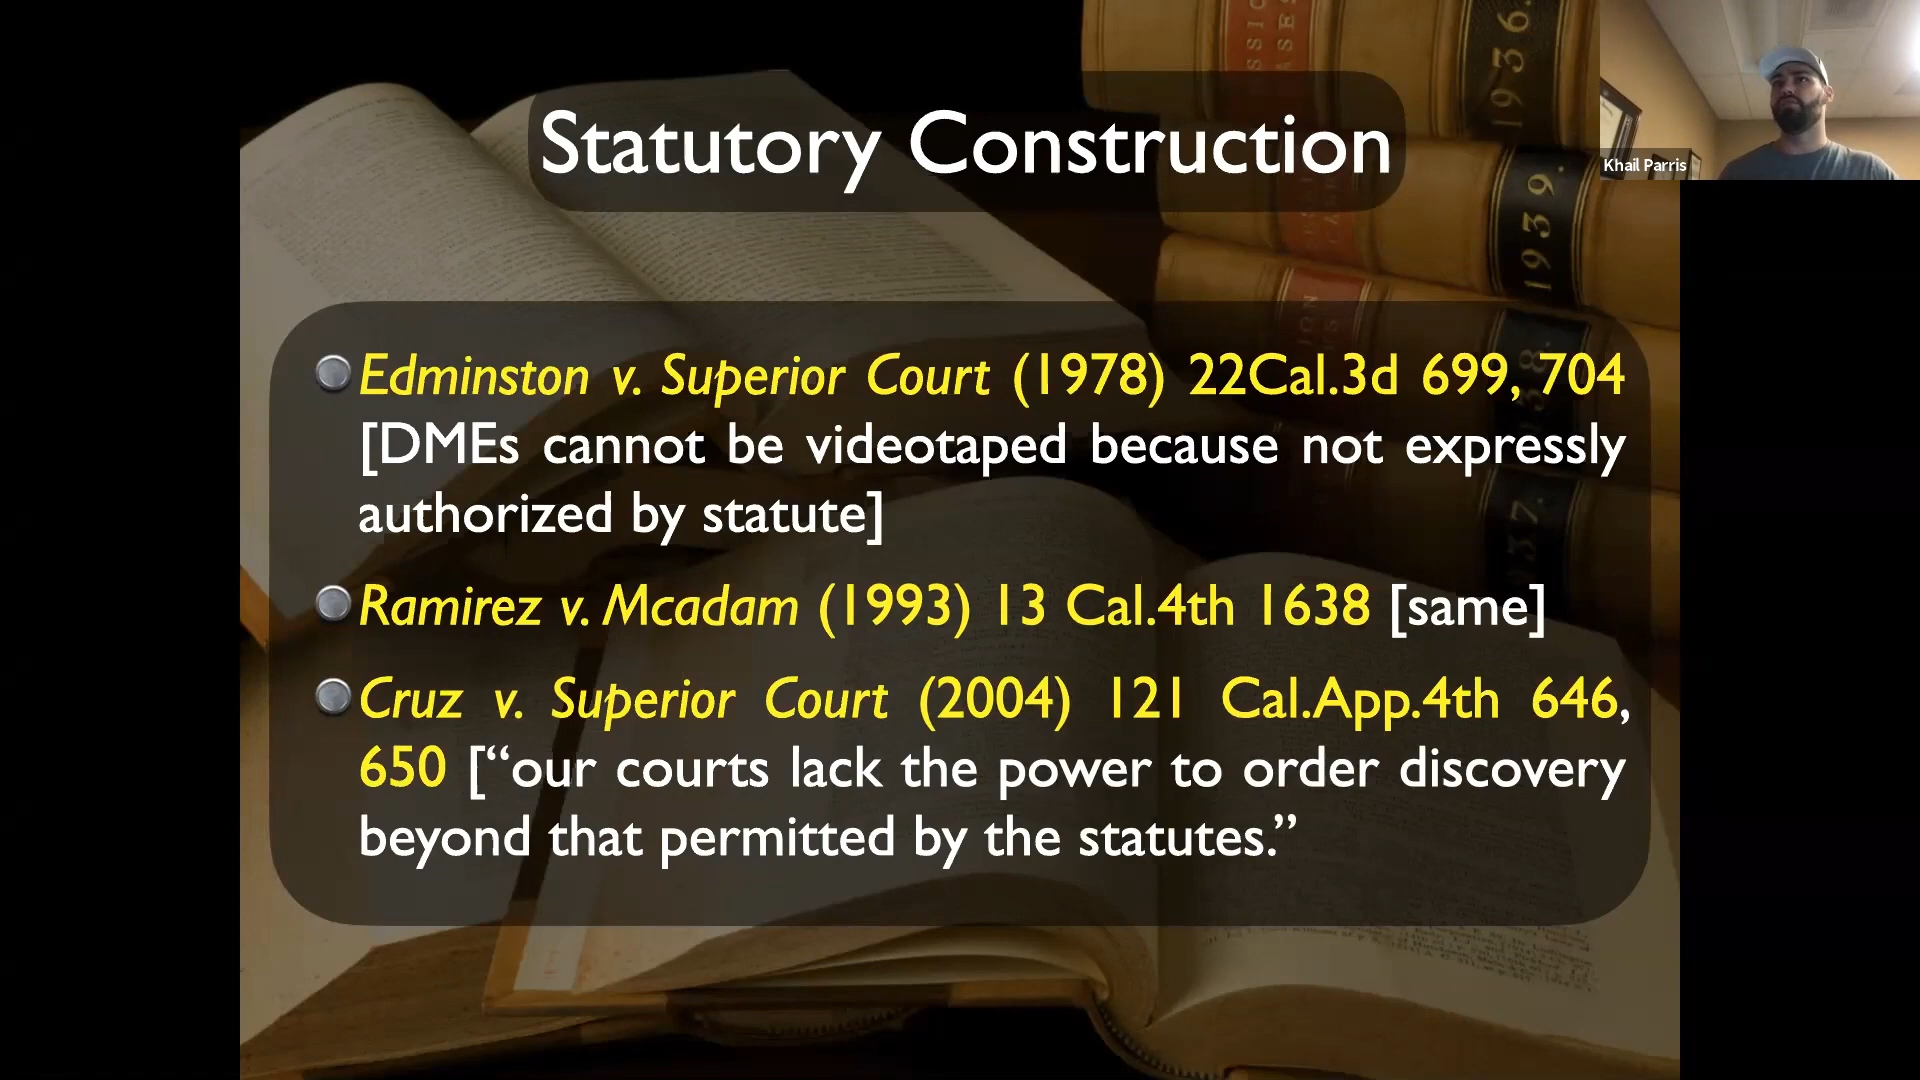 Statutory Construction
Edminston v. Superior Court (1978) 22Cal.3d 699, 704
[DMEs cannot be videotaped because not expressly
authorized by statute]
Ramirez v. Mcadam (1993) 13 Cal.4th 1638 [same]
Cruz v. Superior Court (2004) 121 Cal.App.4th 646,
650 [“our courts lack the power to order discovery
beyond that permitted by the statutes.”
Khail Parris
1936.
1939.